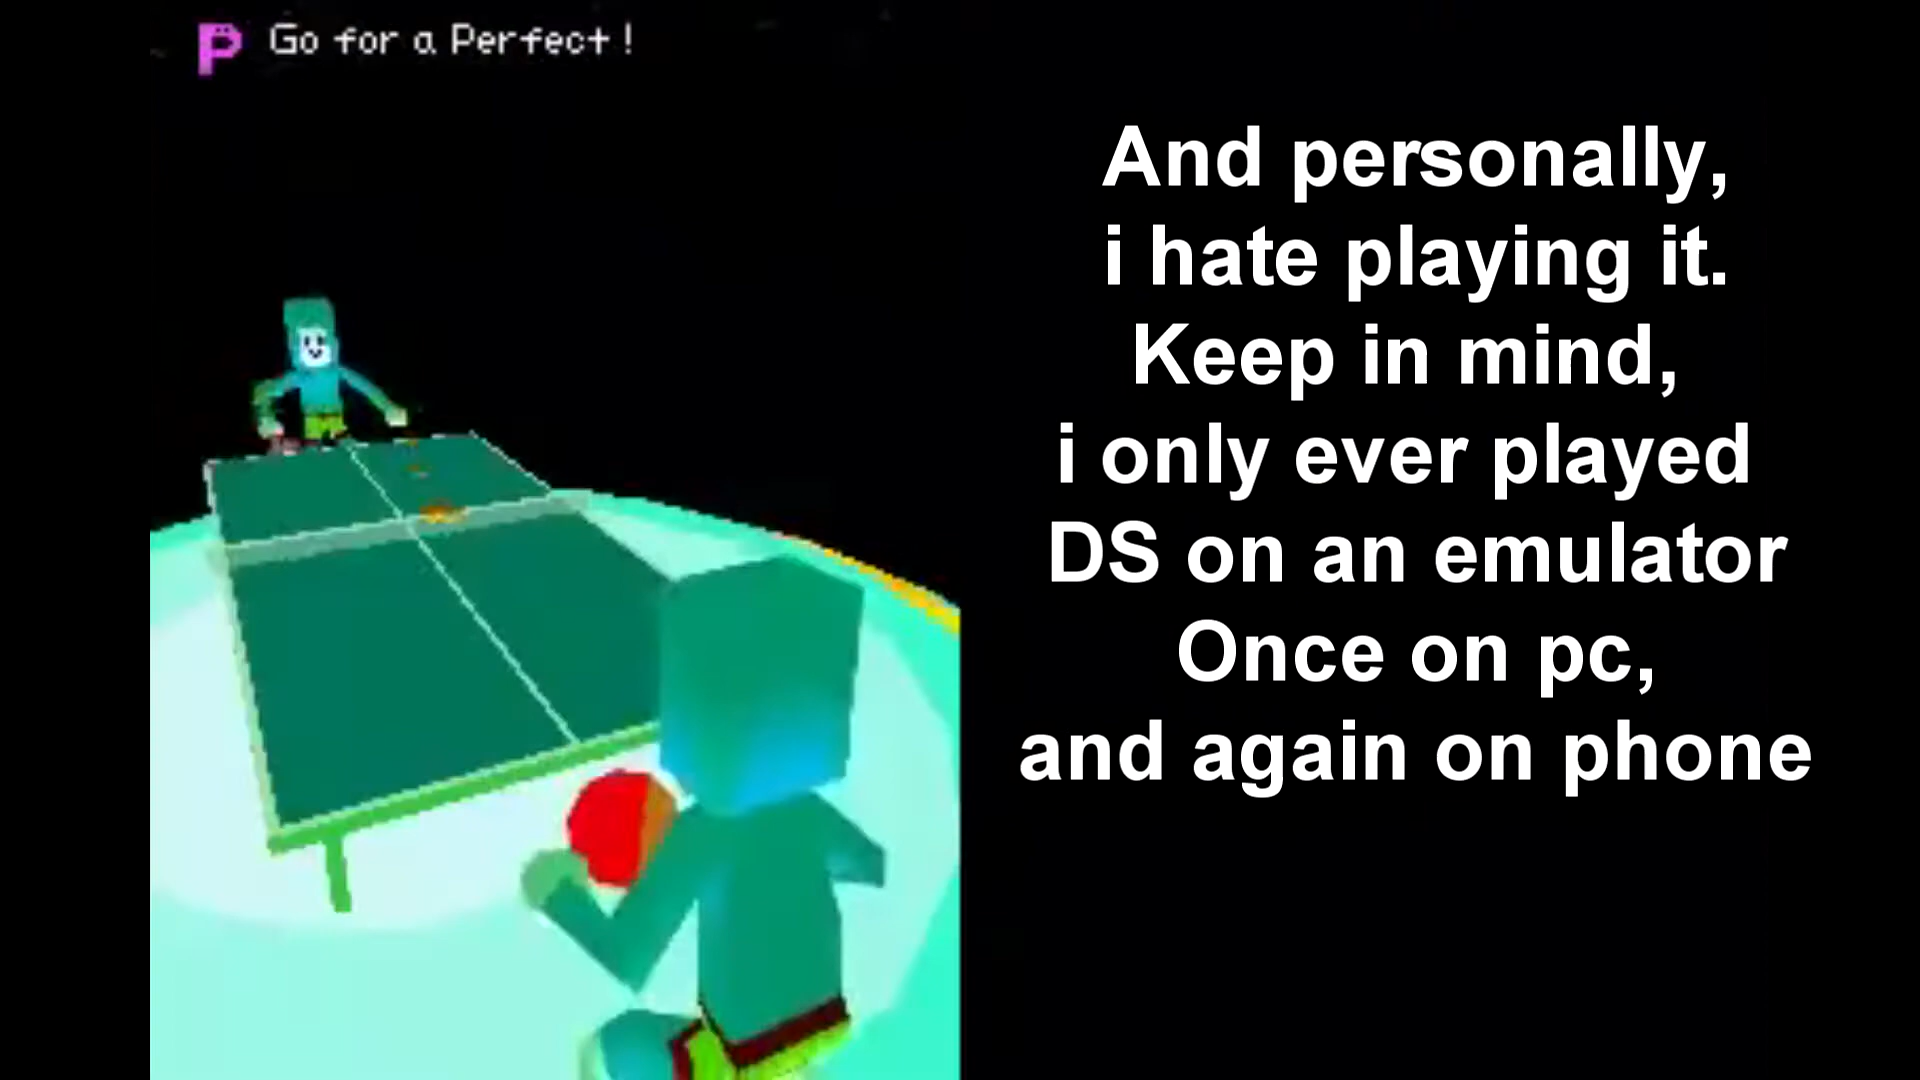 P Go for a Perfect!
And personally,
i hate playing it.
Keep in mind,
i only ever played
DS on an emulator
Once on pc,
and again on phone